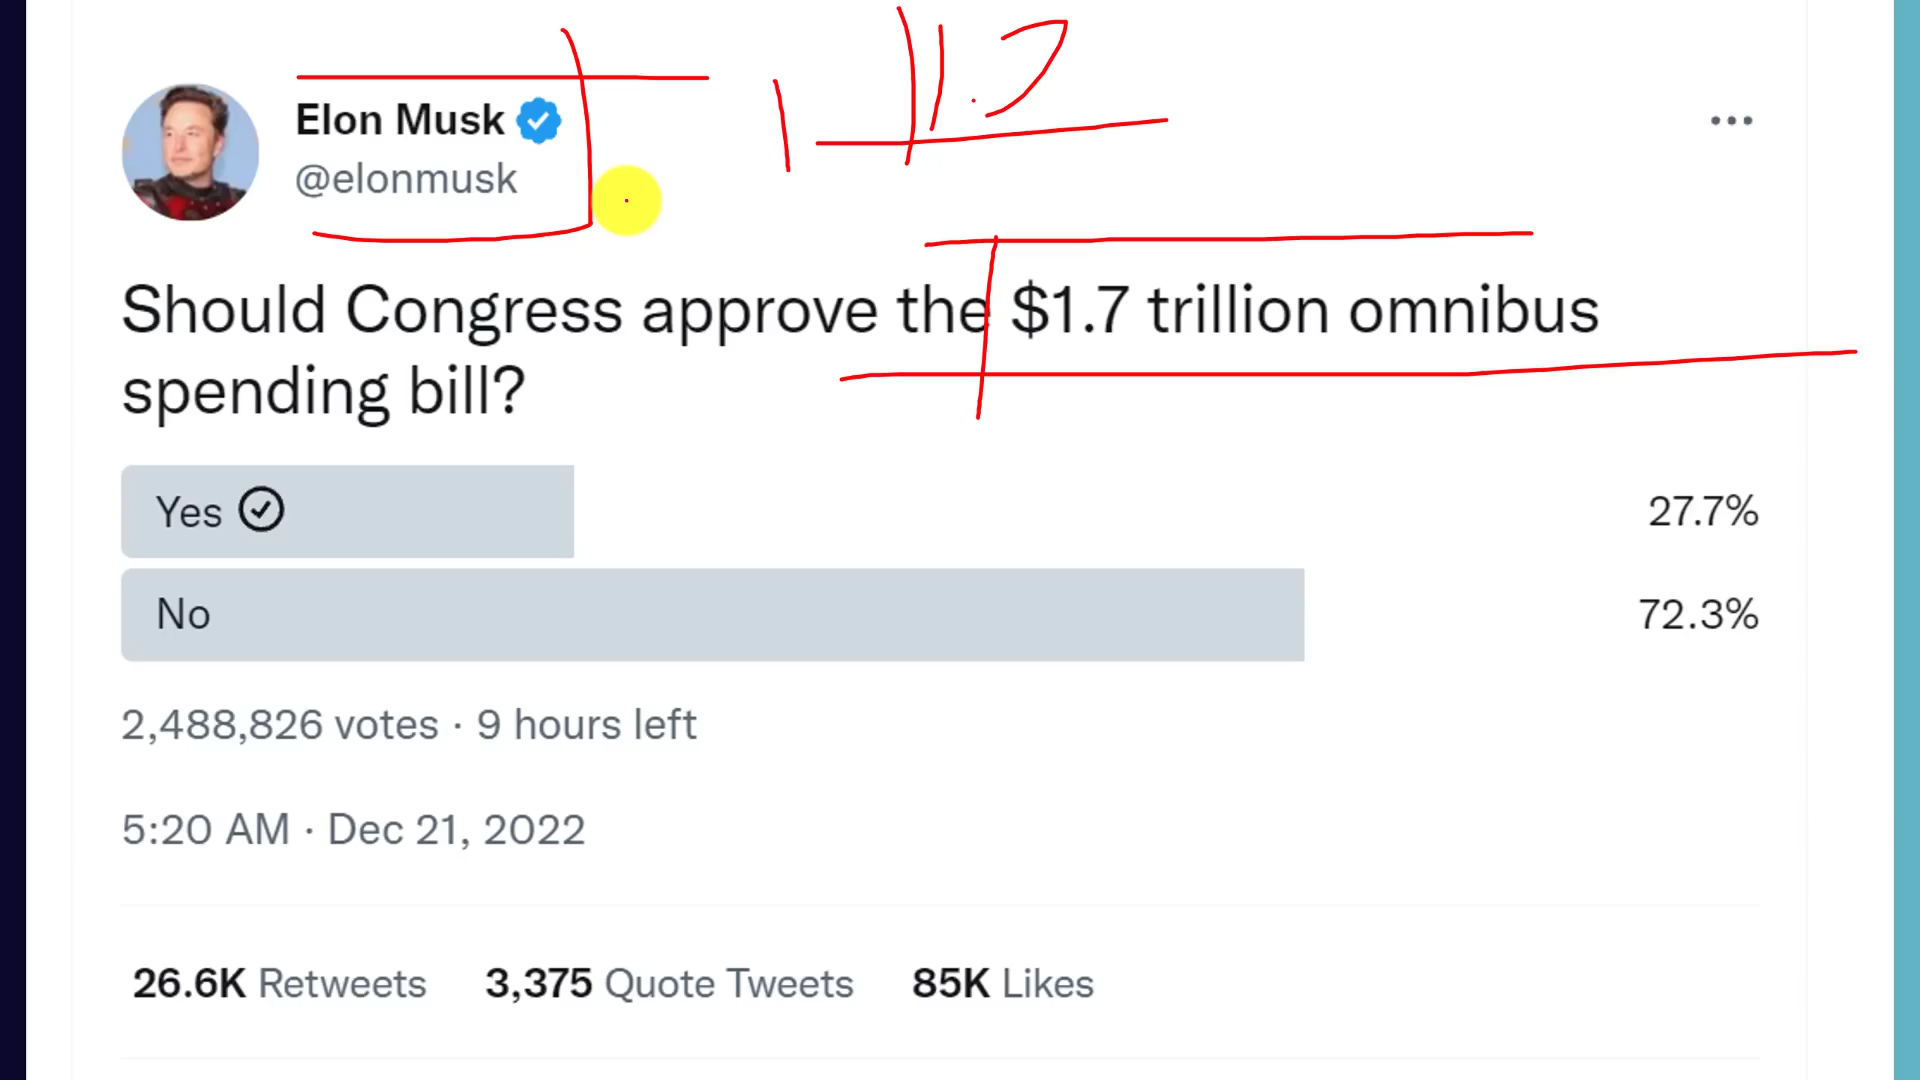 1.7
Elon Musk
@elonmusk
Should Congress approve the $1.7 trillion omnibus
spending bill?
Yes 27.7%
No 72.3%
2,488,826 votes · 9 hours left
5:20 AM · Dec 21, 2022
26.6K Retweets 3,375 Quote Tweets 85K Likes